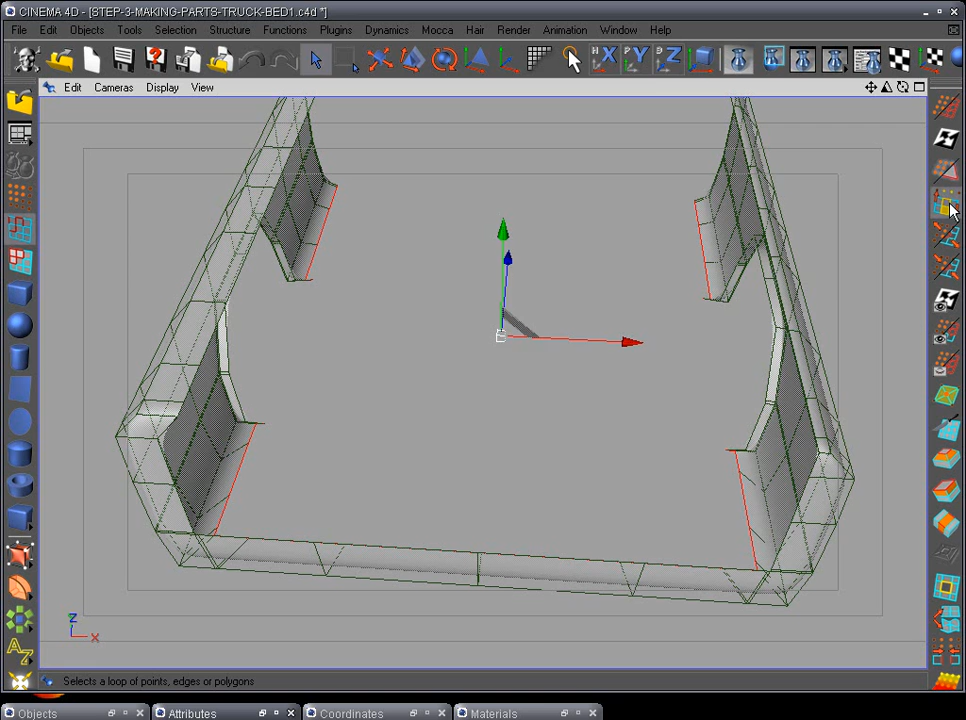 CINEMA 4D - [STEP-3-MAKING-PARTS-TRUCK-BED1.c4d *]
File Edit Objects Tools Selection Structure Functions Plugins Dynamics Mocca Hair Render Animation Window Help
X Y Z
Edit Cameras Display View
Z
X
AZ
Selects a loop of points, edges or polygons
Objects Attributes Coordinates Materials